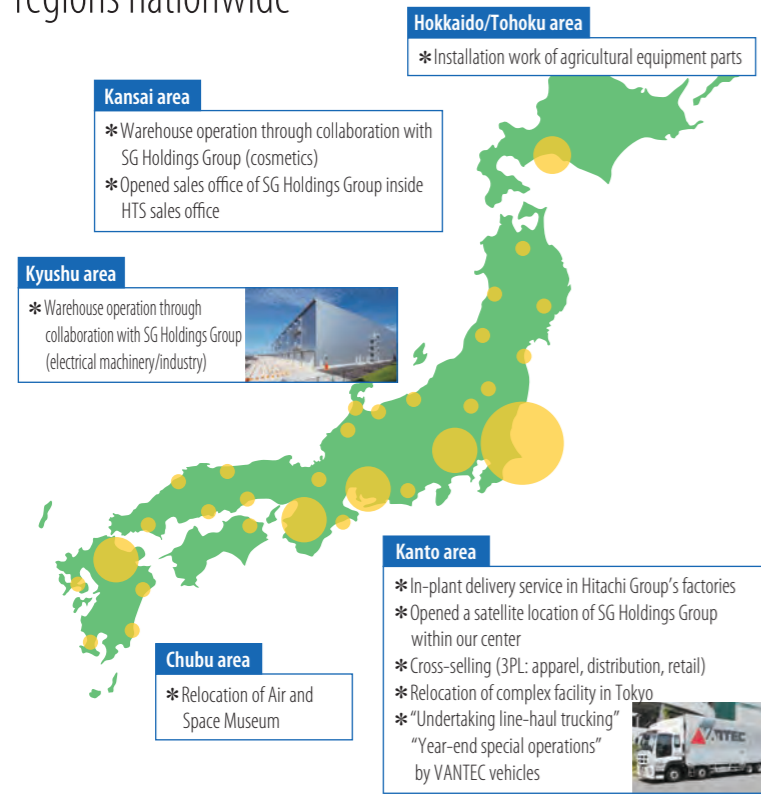 regions nationwide
Hokkaido/Tohoku area
*Installation work of agricultural equipment parts
Kansai area
*Warehouse operation through collaboration with
SG Holdings Group (cosmetics)
*Opened sales office of SG Holdings Group inside
HTS sales office
Kyushu area
*Warehouse operation through
collaboration with SG Holdings Group
(electrical machinery/industry)
Kanto area
*In-plant delivery service in Hitachi Group's factories
*Opened a satellite location of SG Holdings Group
within our center
*Cross-selling (3PL: apparel, distribution, retail)
*Relocation of complex facility in Tokyo
*“Undertaking line-haul trucking”
“Year-end special operations”
by VANTEC vehicles
VANTEC
Chubu area
*Relocation of Air and
Space Museum